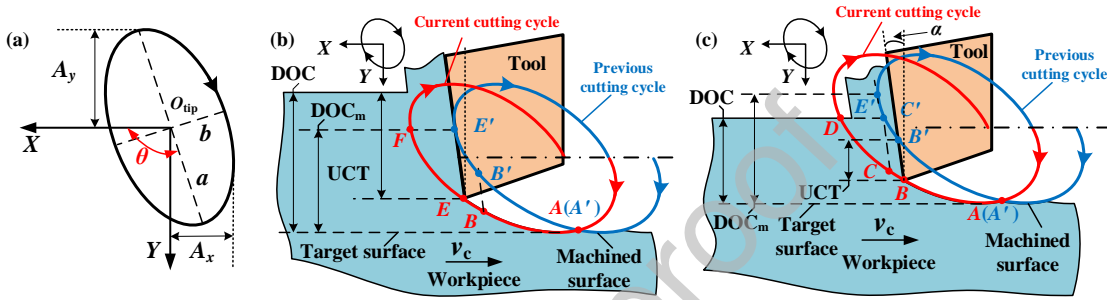 (a)
A_y
O_tip
X
b
θ
a
Y
A_x
(b)
X
Y
Current cutting cycle
Tool
Previous
cutting cycle
DOC
DOC_m
UCT
F
E'
B'
E
B
A(A')
Target surface
v_c
Workpiece
Machined
surface
(c)
X
Y
Current cutting cycle
α
Tool
Previous
cutting cycle
DOC
E'
C'
D
B'
C
UCT
B
DOC_m
A(A')
Target
surface
v_c
Workpiece
Machined
surface
proof